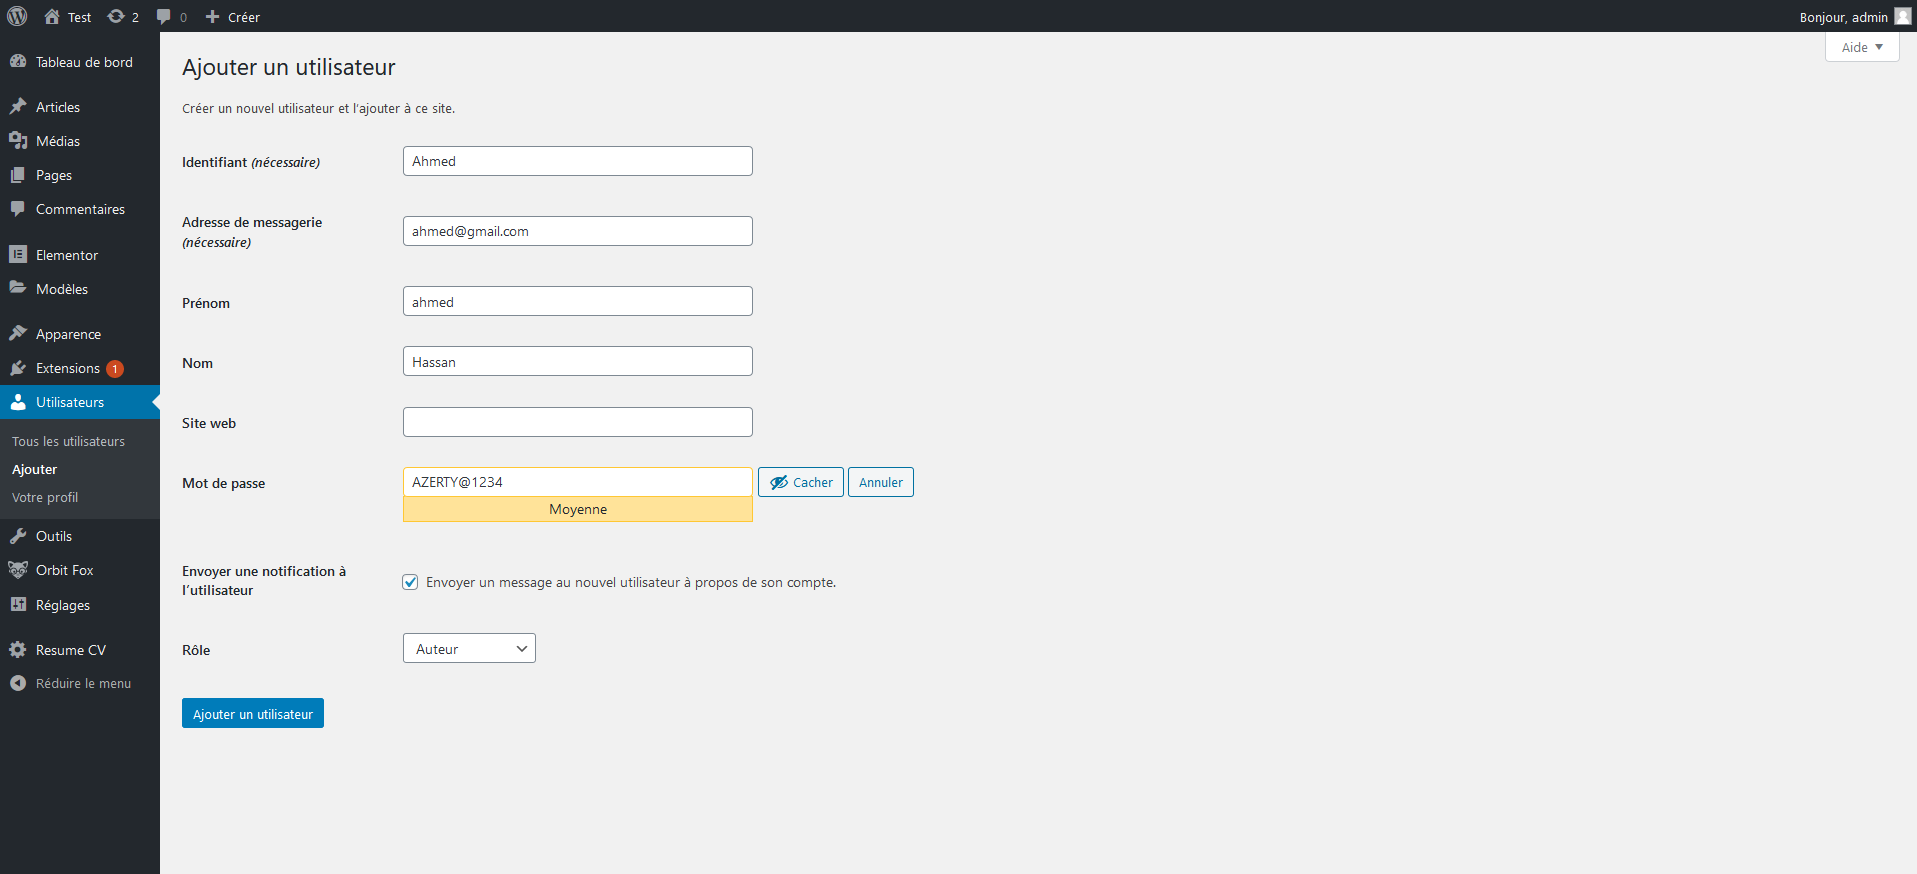 Test 2 0 Créer Bonjour, admin
Aide
Tableau de bord
Articles
Médias
Pages
Commentaires
Elementor
Modèles
Apparence
Extensions 1
Utilisateurs
Tous les utilisateurs
Ajouter
Votre profil
Outils
Orbit Fox
Réglages
Resume CV
Réduire le menu
Ajouter un utilisateur
Créer un nouvel utilisateur et l'ajouter à ce site.
Identifiant (nécessaire) Ahmed
Adresse de messagerie
(nécessaire) ahmed@gmail.com
Prénom ahmed
Nom Hassan
Site web
Mot de passe AZERTY@1234 Cacher Annuler
Moyenne
Envoyer une notification à
l’utilisateur
Envoyer un message au nouvel utilisateur à propos de son compte.
Rôle Auteur
Ajouter un utilisateur